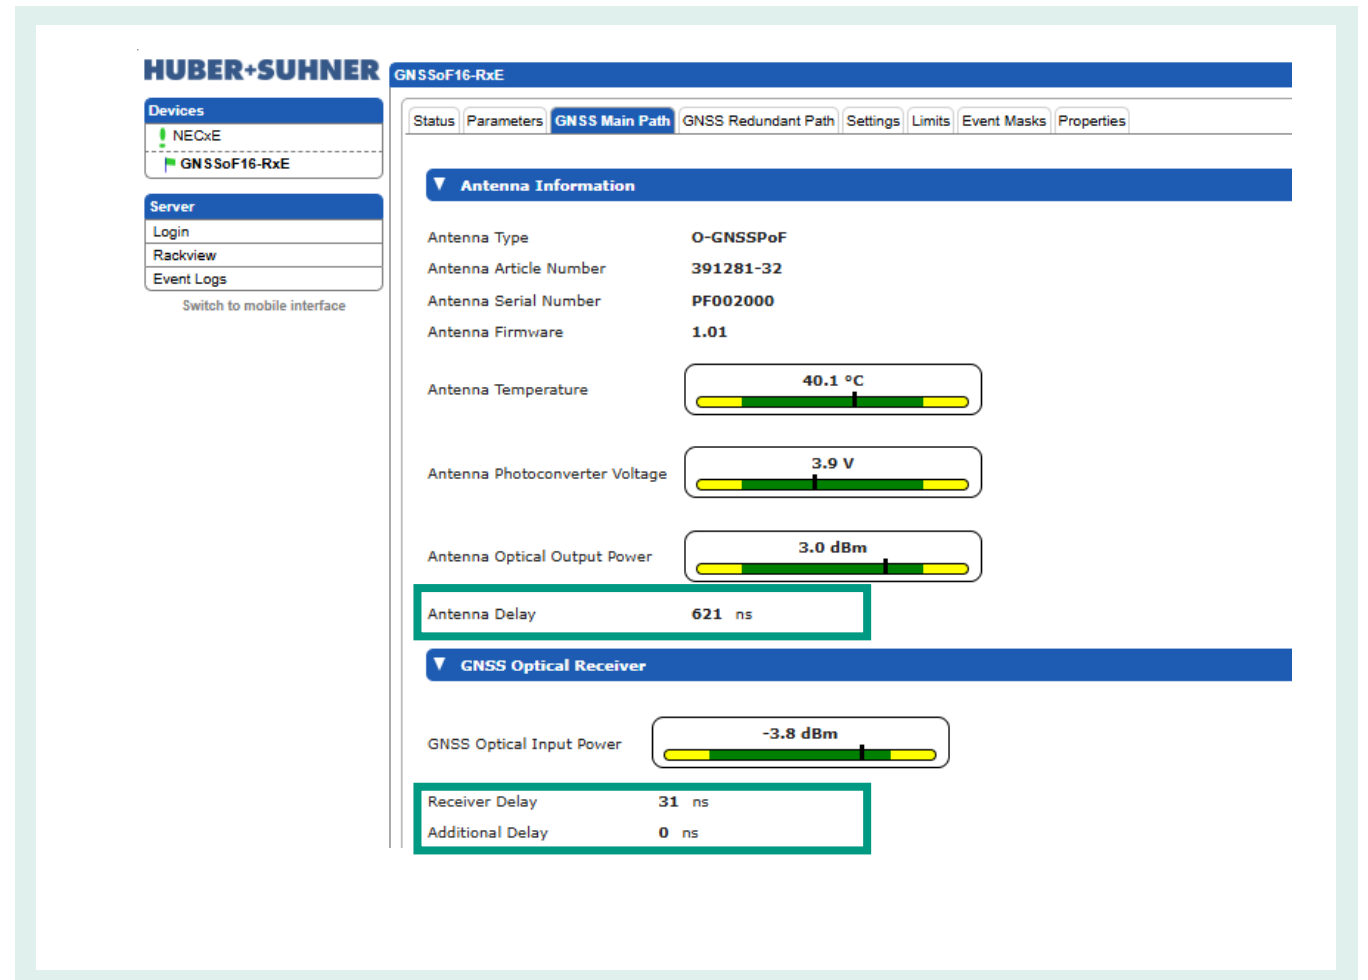 HUBER+SUHNER
GNSSoF16-RxE
Devices
NECxE
GNSSoF16-RxE
Server
Login
Rackview
Event Logs
Switch to mobile interface
Status Parameters GNSS Main Path GNSS Redundant Path Settings Limits Event Masks Properties
Antenna Information
Antenna Type O-GNSSPoF
Antenna Article Number 391281-32
Antenna Serial Number PF002000
Antenna Firmware 1.01
Antenna Temperature 40.1 °C
Antenna Photoconverter Voltage 3.9 V
Antenna Optical Output Power 3.0 dBm
Antenna Delay 621 ns
GNSS Optical Receiver
GNSS Optical Input Power -3.8 dBm
Receiver Delay 31 ns
Additional Delay 0 ns